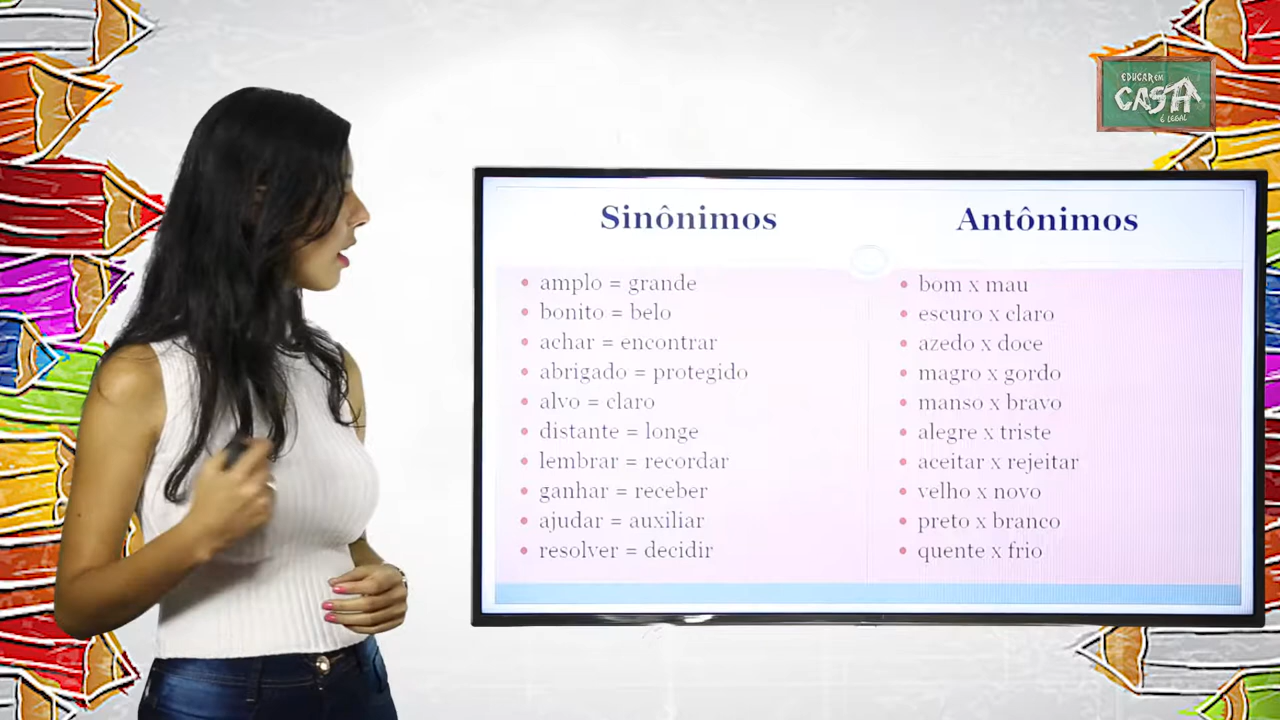 EDUCAR EM
CASA
É LEGAL
Sinônimos
amplo = grande
bonito = belo
achar = encontrar
abrigado = protegido
alvo = claro
distante = longe
lembrar = recordar
ganhar = receber
ajudar = auxiliar
resolver = decidir
Antônimos
bom x mau
escuro x claro
azedo x doce
magro x gordo
manso x bravo
alegre x triste
aceitar x rejeitar
velho x novo
preto x branco
quente x frio